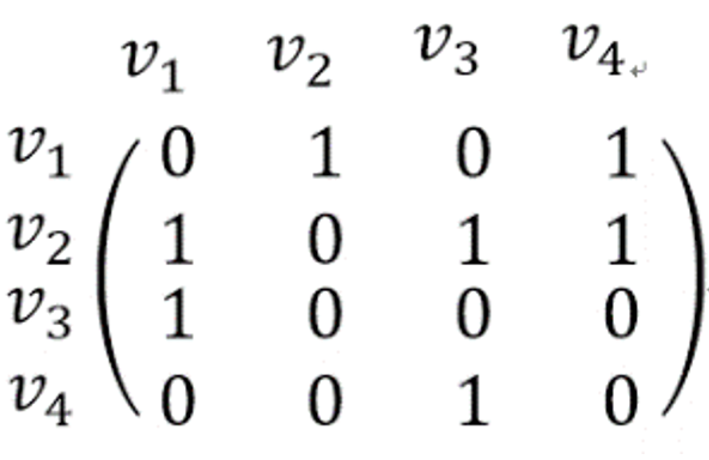 v₁ v₂ v₃ v₄↵
v₁ ( 0 1 0 1 )
v₂ 1 0 1 1
v₃ 1 0 0 0
v₄ 0 0 1 0